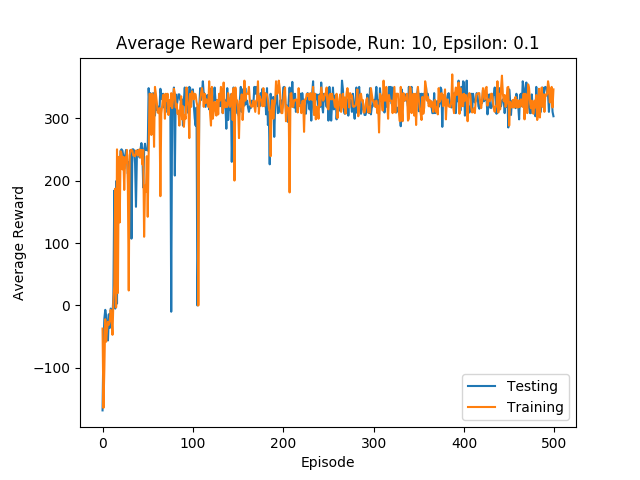 Average Reward per Episode, Run: 10, Epsilon: 0.1
Average Reward
300
200
100
0
−100
0
100
200
300
400
500
Episode
Testing
Training